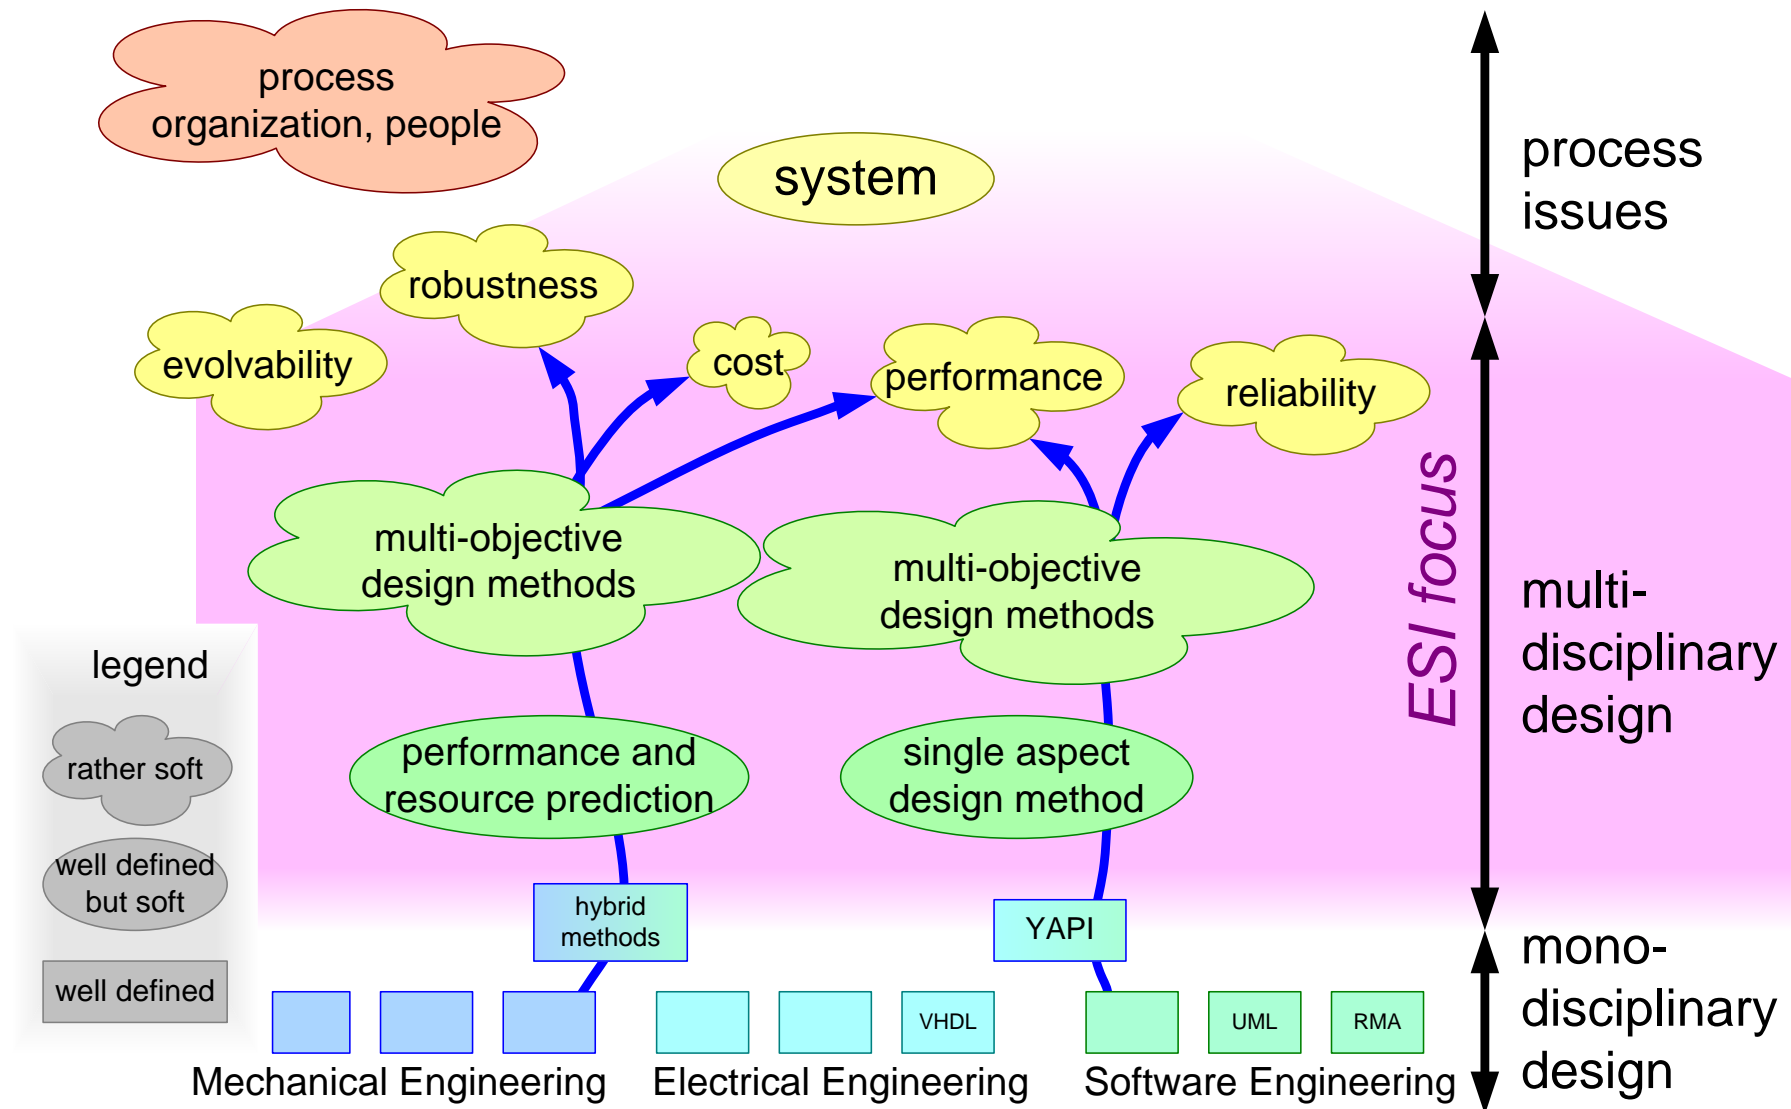 process
organization, people
system
process
issues
robustness
evolvability
cost
performance
reliability
ESI focus
multi-objective
design methods
multi-objective
design methods
multi-
disciplinary
design
legend
rather soft
well defined
but soft
well defined
performance and
resource prediction
single aspect
design method
hybrid
methods
YAPI
mono-
disciplinary
design
VHDL
UML
RMA
Mechanical Engineering
Electrical Engineering
Software Engineering